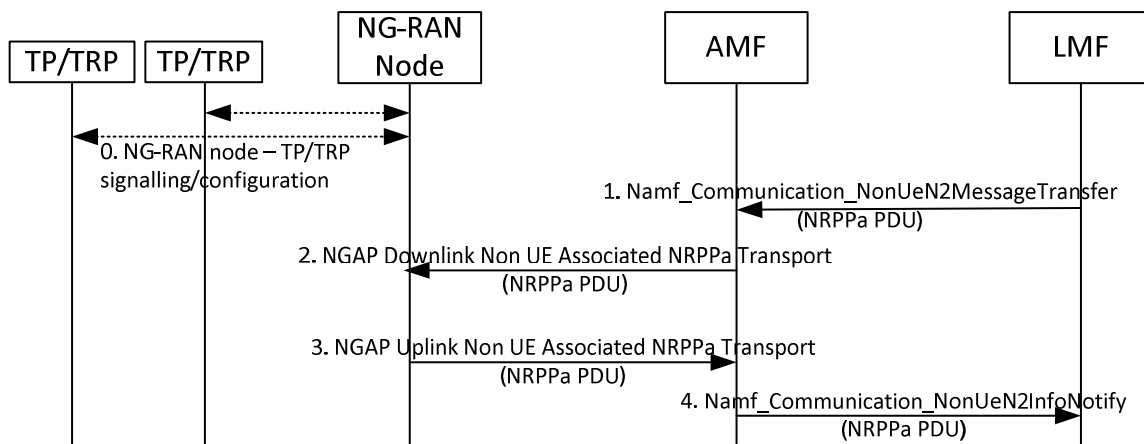 TP/TRP
TP/TRP
NG-RAN
Node
AMF
LMF
0. NG-RAN node – TP/TRP
signalling/configuration
1. Namf_Communication_NonUeN2MessageTransfer
(NRPPa PDU)
2. NGAP Downlink Non UE Associated NRPPa Transport
(NRPPa PDU)
3. NGAP Uplink Non UE Associated NRPPa Transport
(NRPPa PDU)
4. Namf_Communication_NonUeN2InfoNotify
(NRPPa PDU)